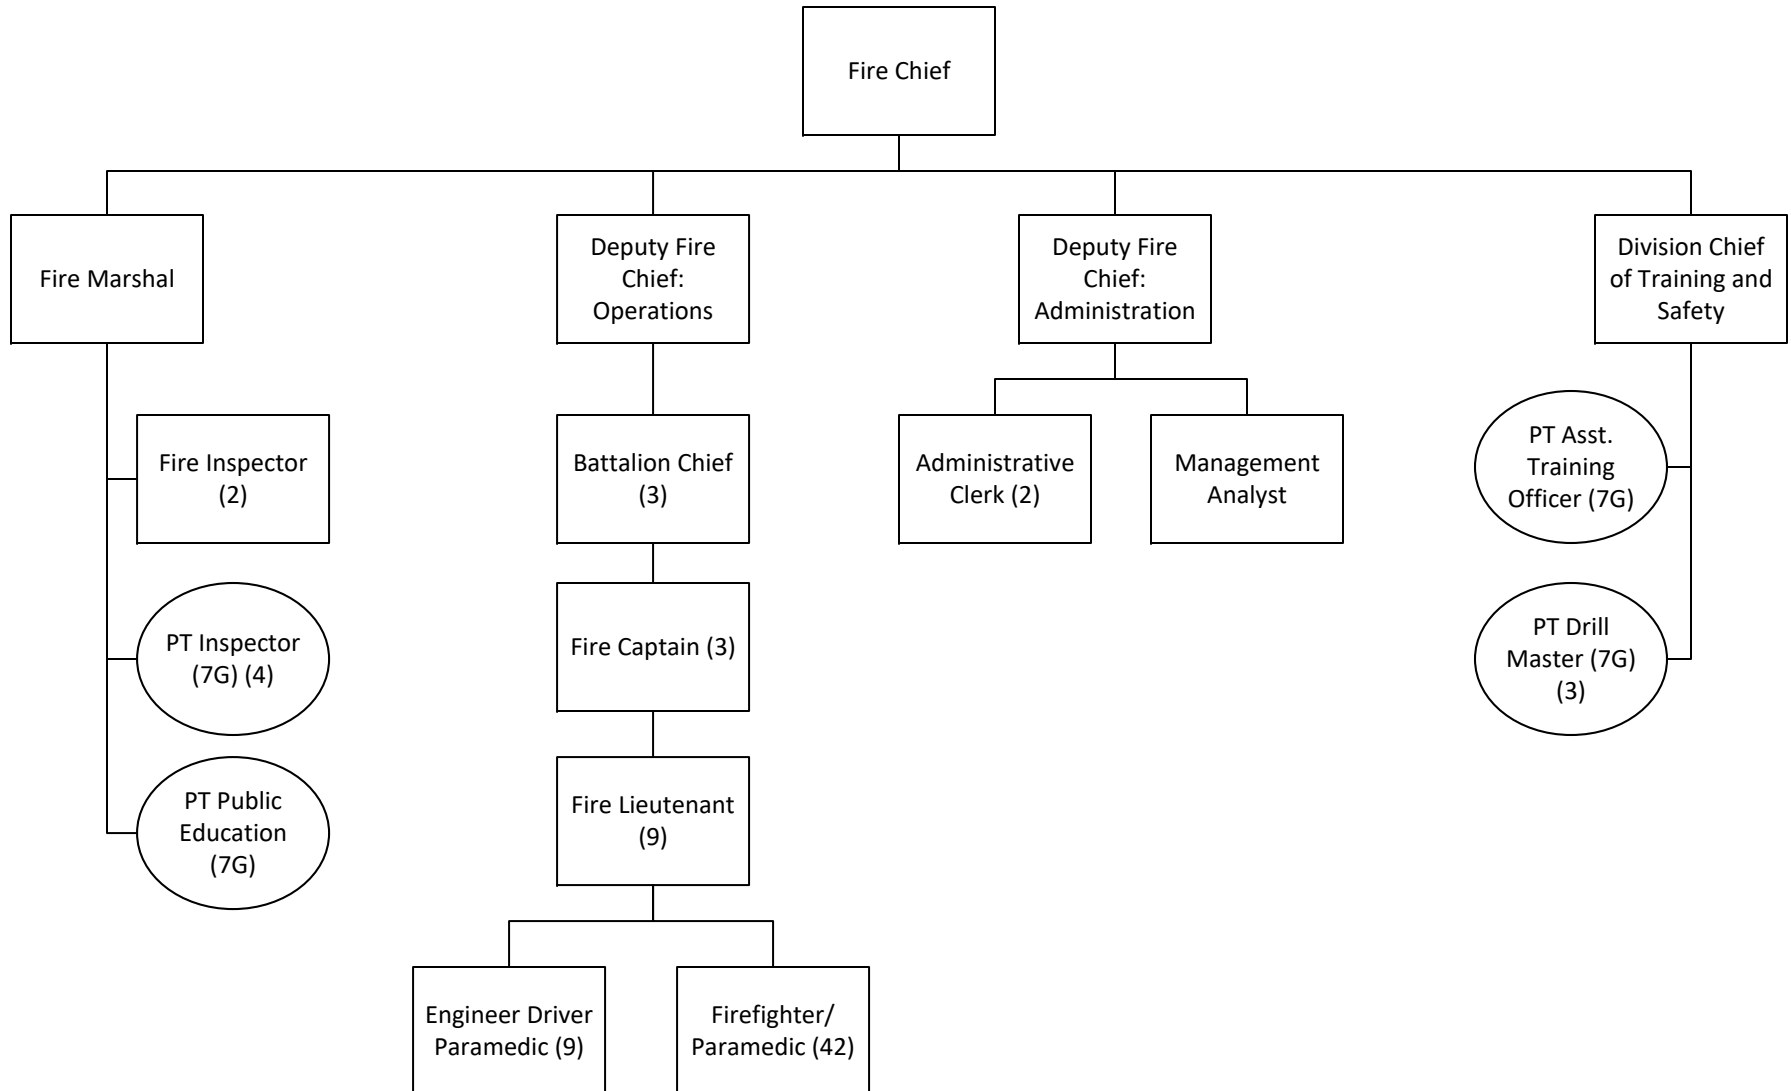 Fire Chief
Fire Marshal
Deputy Fire
Chief:
Operations
Deputy Fire
Chief:
Administration
Division Chief
of Training and
Safety
Fire Inspector
(2)
Battalion Chief
(3)
Administrative
Clerk (2)
Management
Analyst
PT Asst.
Training
Officer (7G)
PT Inspector
(7G) (4)
Fire Captain (3)
PT Drill
Master (7G)
(3)
PT Public
Education
(7G)
Fire Lieutenant
(9)
Engineer Driver
Paramedic (9)
Firefighter/
Paramedic (42)